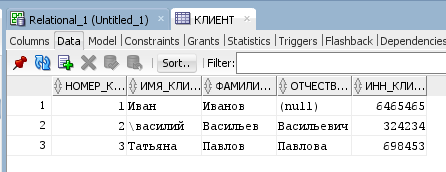 Relational_1 (Untitled_1) КЛИЕНТ
Columns Data Model Constraints Grants Statistics Triggers Flashback Dependencies
Sort.. Filter:
НОМЕР_К... ИМЯ_КЛИ... ФАМИЛИ... ОТЧЕСТВ... ИНН_КЛИ...
1 1 Иван Иванов (null) 6465465
2 2 \василий Васильев Васильевич 324234
3 3 Татьяна Павлов Павлова 698453